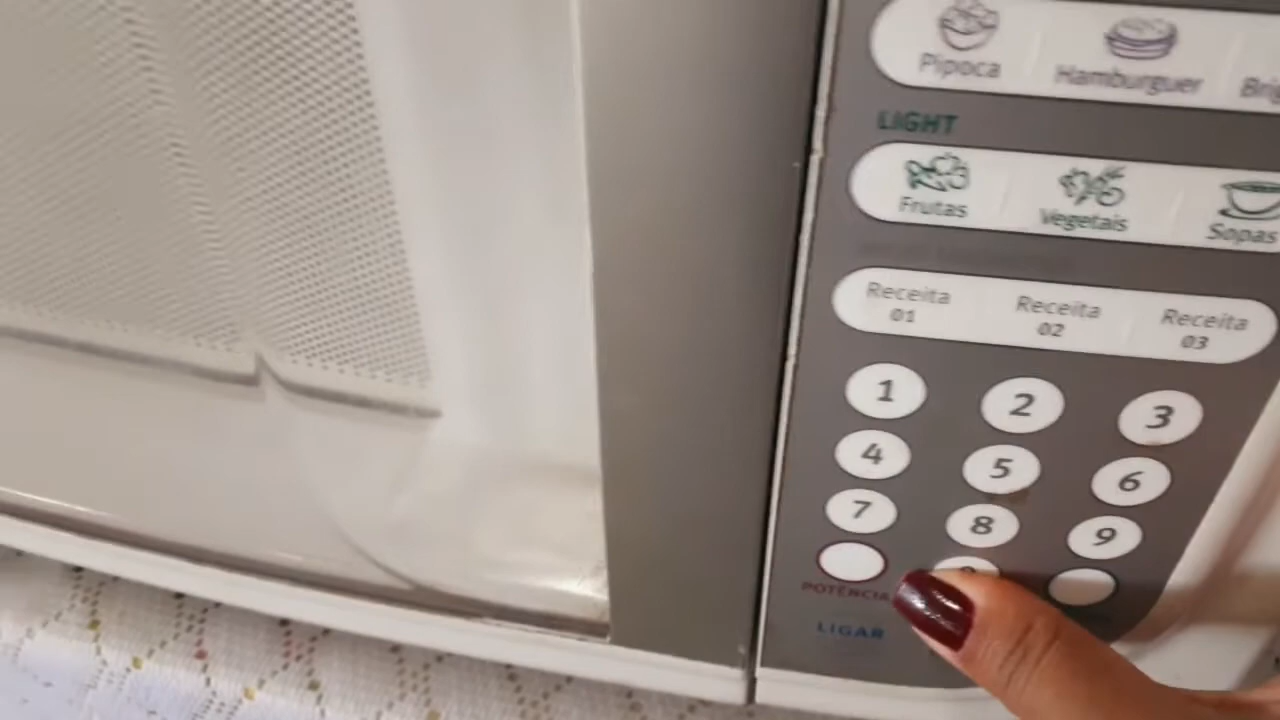 Pipoca Hamburguer
LIGHT
Frutas Vegetais Sopas
Receita 01 Receita 02 Receita 03
1 2 3
4 5 6
7 8 9
POTÊNCIA
LIGAR